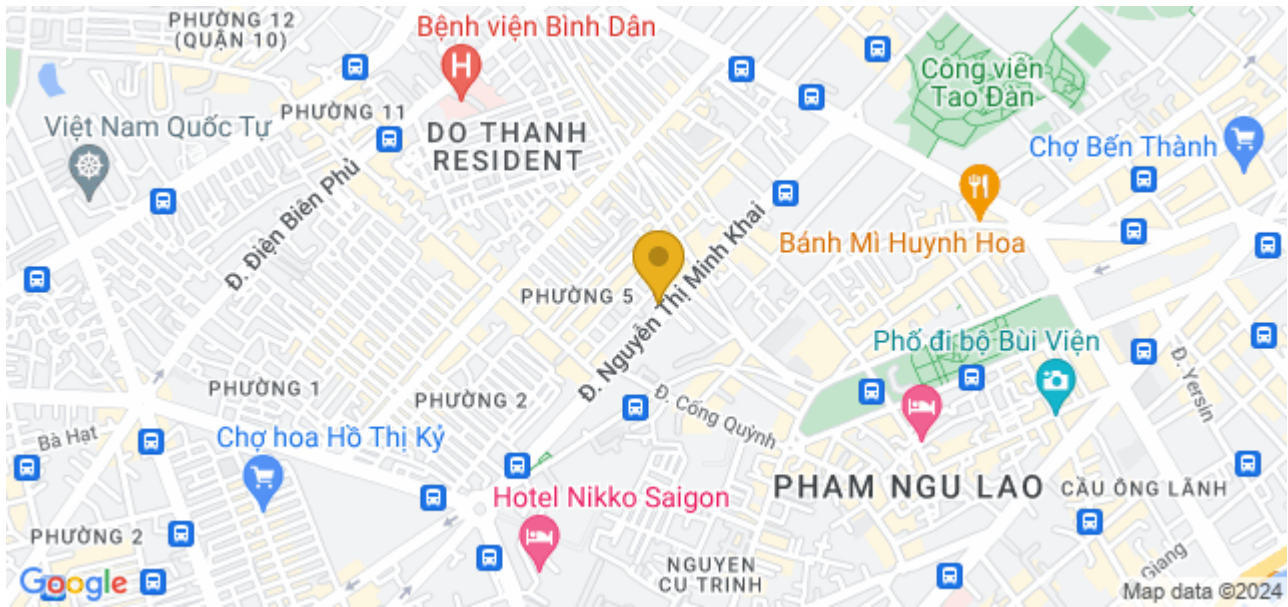 PHƯỜNG 12
(QUẬN 10)
Bệnh viện Bình Dân
H
Công viên
Tao Đàn
PHƯỜNG 11
Việt Nam Quốc Tự
DO THANH
RESIDENT
Chợ Bến Thành
Đ. Điện Biên Phủ
Bánh Mì Huynh Hoa
Đ. Nguyễn Thị Minh Khai
PHƯỜNG 5
Phố đi bộ Bùi Viện
Đ. Yersin
PHƯỜNG 1
PHƯỜNG 2
Đ. Cống Quỳnh
Bà Hạt
Chợ hoa Hồ Thị Kỷ
PHAM NGU LAO
CẦU ÔNG LÃNH
Hotel Nikko Saigon
PHƯỜNG 2
NGUYEN
CU TRINH
Giang
Google
Map data ©2024